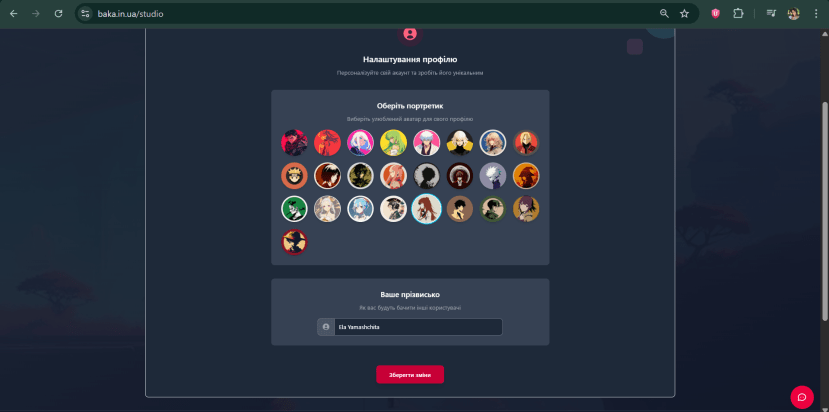 baka.in.ua/studio
Налаштування профілю
Персоналізуйте свій акаунт та зробіть його унікальним
Оберіть портретик
Виберіть улюблений аватар для свого профілю
Ваше прізвисько
Як вас будуть бачити інші користувачі
Ela Yamashchita
Зберегти зміни